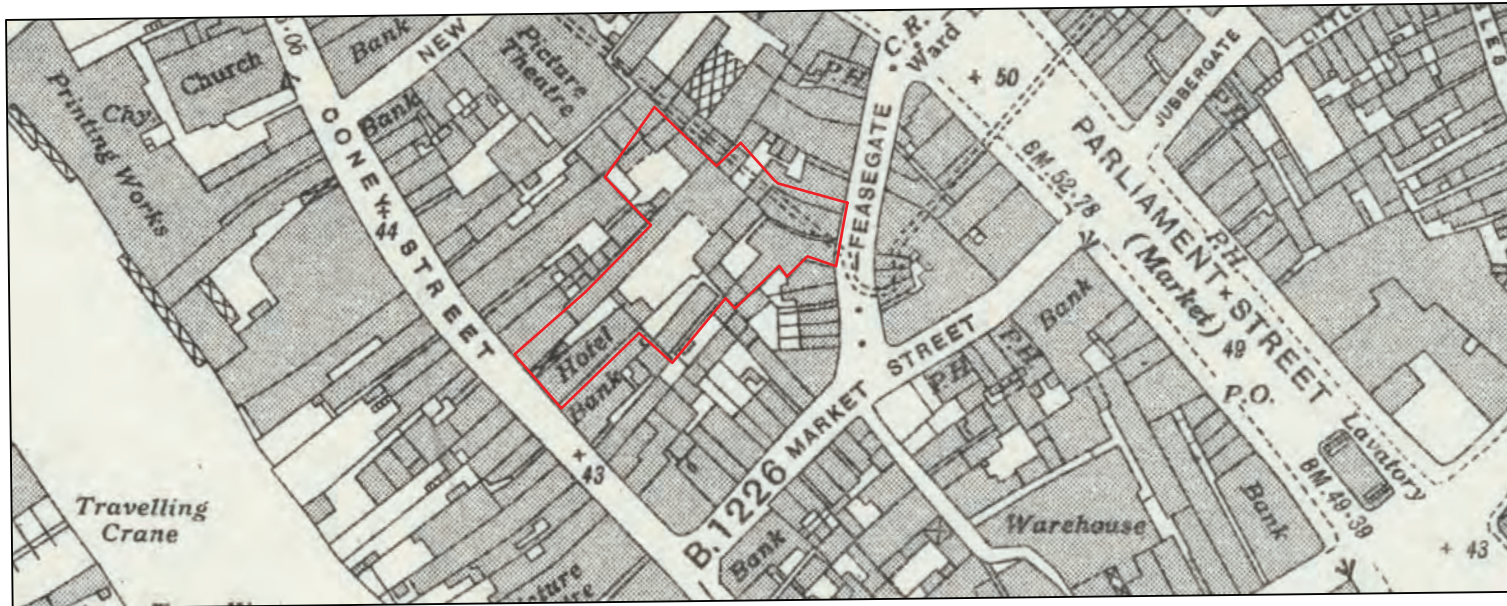 .06
Bank
NEW
Picture
Theatre
Church
Chy.
Printing Works
Bank
CONEY STREET
44
P H
C.R.
Ward
+ 50
LITTLE
JUBBERGATE
P H
FEASEGATE
BM.52.78
PARLIAMENT STREET
(Market)
P.H
49
P.O.
Hotel
Bank
MARKET STREET
Bank
P.H
P.H
B.1226
+
43
Lavatory
BM.49.39
Warehouse
Bank
Bank
+ 43
Travelling
Crane